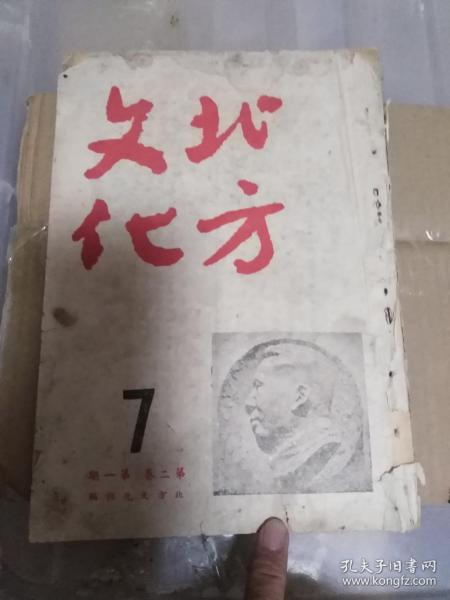 北方
文化
7
第二卷 第一期
北方文化社編
孔夫子旧书网
www.kongfz.com